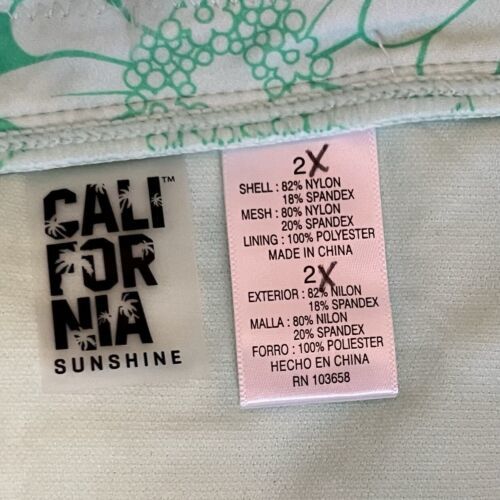 CALI™
FOR
NIA
SUNSHINE
2X
SHELL : 82% NYLON
18% SPANDEX
MESH : 80% NYLON
20% SPANDEX
LINING : 100% POLYESTER
MADE IN CHINA
2X
EXTERIOR : 82% NILON
18% SPANDEX
MALLA : 80% NILON
20% SPANDEX
FORRO : 100% POLIESTER
HECHO EN CHINA
RN 103658